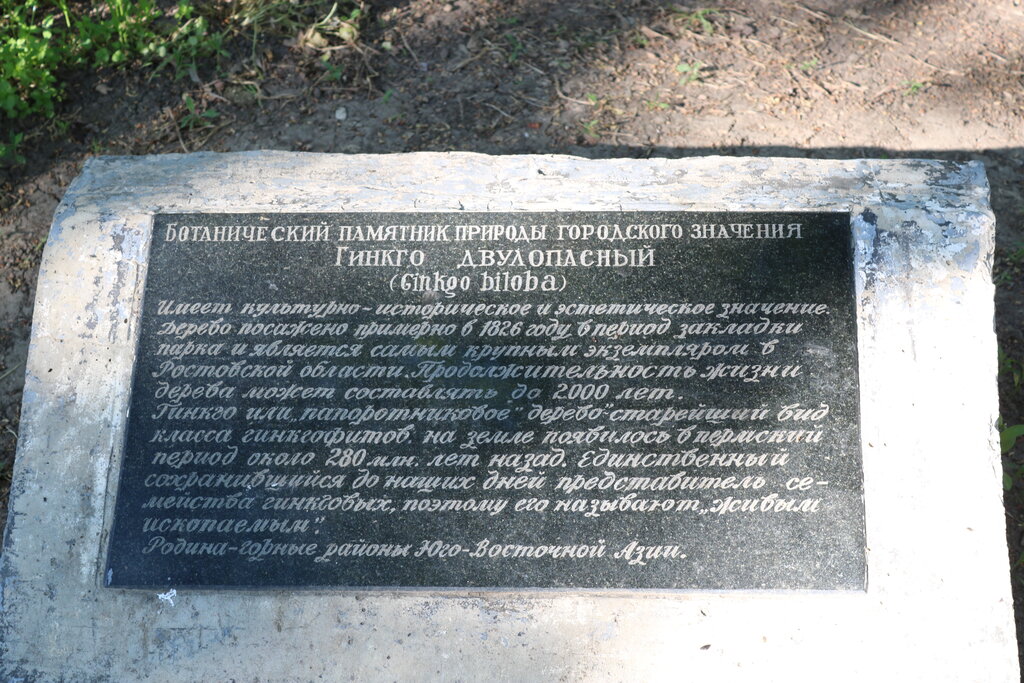 БОТАНИЧЕСКИЙ ПАМЯТНИК ПРИРОДЫ ГОРОДСКОГО ЗНАЧЕНИЯ
ГИНКГО ДВУЛОПАСНЫЙ
(Ginkgo biloba)
Имеет культурно-историческое и эстетическое значение.
Дерево посажено примерно в 1826 году в период закладки
парка и является самым крупным экземпляром в
Ростовской области. Продолжительность жизни
дерева может составлять до 2000 лет.
Гинкго или „папоротниковое" дерево-старейший вид
класса гинкгофитов, на земле появилось в пермский
период около 280 млн. лет назад. Единственный
сохранившийся до наших дней представитель се-
мейства гинкговых, поэтому его называют „живым
ископаемым".
Родина-горные районы Юго-Восточной Азии.